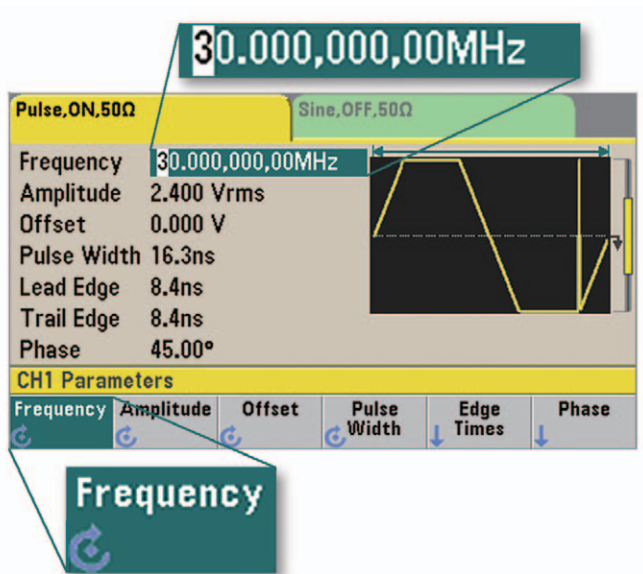 30.000,000,00MHz
Pulse,ON,50Ω
Sine,OFF,50Ω
Frequency 30.000,000,00MHz
Amplitude 2.400 Vrms
Offset 0.000 V
Pulse Width 16.3ns
Lead Edge 8.4ns
Trail Edge 8.4ns
Phase 45.00°
CH1 Parameters
Frequency Amplitude Offset Pulse Width Edge Times Phase
Frequency